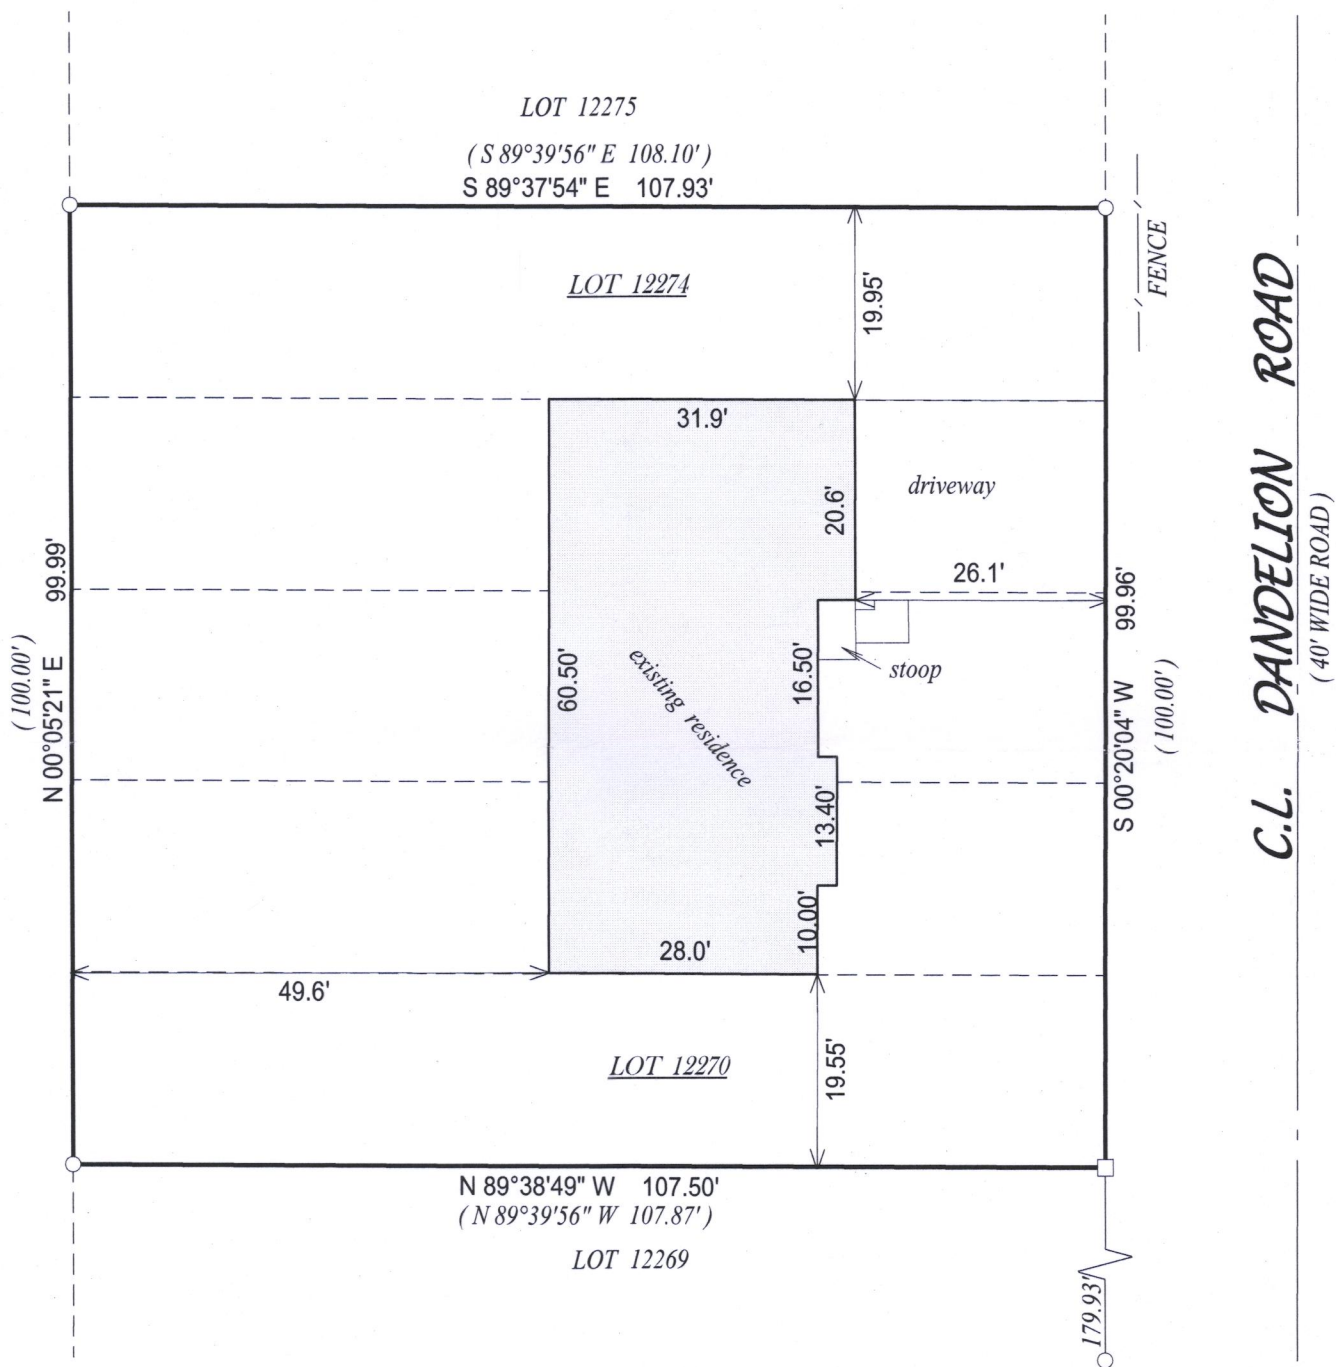 LOT 12275
( S 89°39'56" E 108.10')
S 89°37'54" E 107.93'
LOT 12274
19.95'
FENCE
31.9'
20.6'
driveway
26.1'
C.L. DANDELION ROAD
( 40' WIDE ROAD )
( 100.00' )
N 00°05'21" E 99.99'
60.50'
existing residence
16.50'
stoop
S 00°20'04" W 99.96'
( 100.00' )
13.40'
10.00'
28.0'
49.6'
LOT 12270
19.55'
N 89°38'49" W 107.50'
( N 89°39'56" W 107.87')
LOT 12269
179.93'